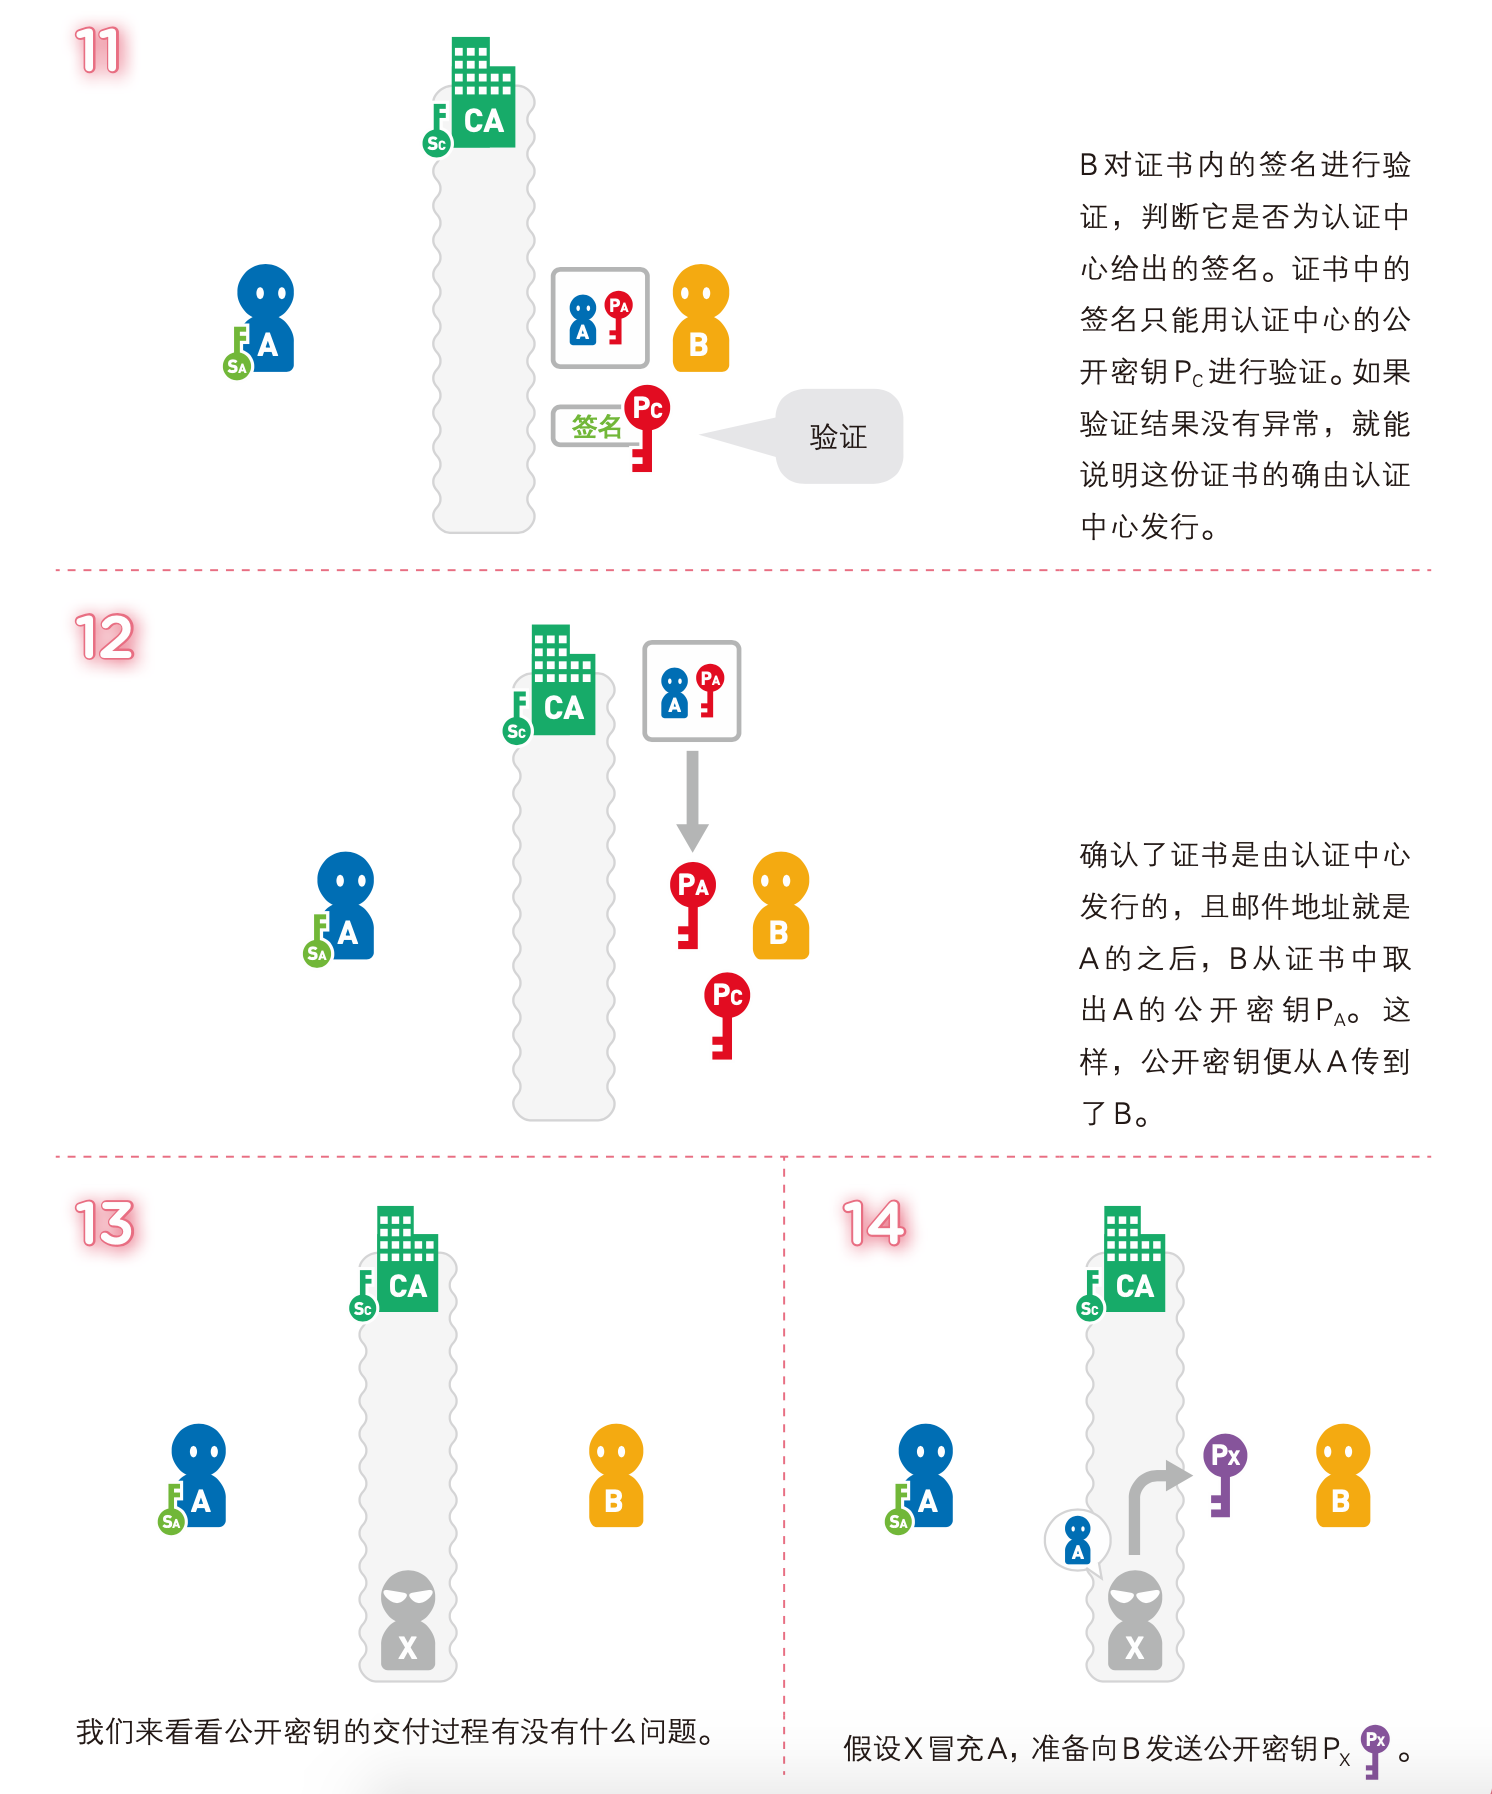 11
CA
Sc
A
SA
A PA
B
签名 Pc
验证
B对证书内的签名进行验
证，判断它是否为认证中
心给出的签名。证书中的
签名只能用认证中心的公
开密钥PC进行验证。如果
验证结果没有异常，就能
说明这份证书的确由认证
中心发行。
12
CA
Sc
A PA
A
SA
PA
B
Pc
确认了证书是由认证中心
发行的，且邮件地址就是
A的之后，B从证书中取
出A的公开密钥PA。这
样，公开密钥便从A传到
了B。
13
CA
Sc
A
SA
B
X
我们来看看公开密钥的交付过程有没有什么问题。
14
CA
Sc
A
SA
PX
B
A
X
假设X冒充A，准备向B发送公开密钥PX PX。